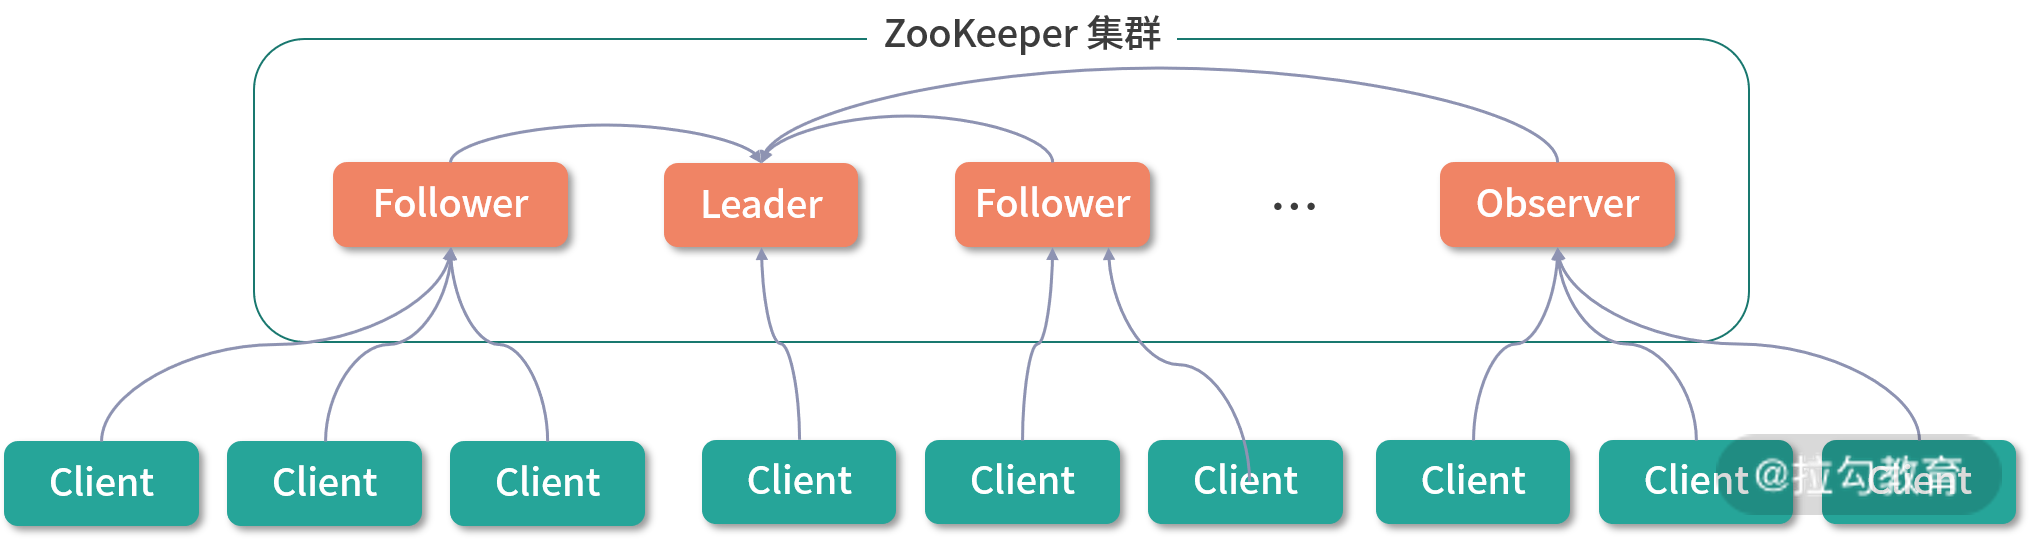 ZooKeeper 集群
Follower
Leader
Follower
...
Observer
Client
Client
Client
Client
Client
Client
Client
Client
Client
@拉勾教育